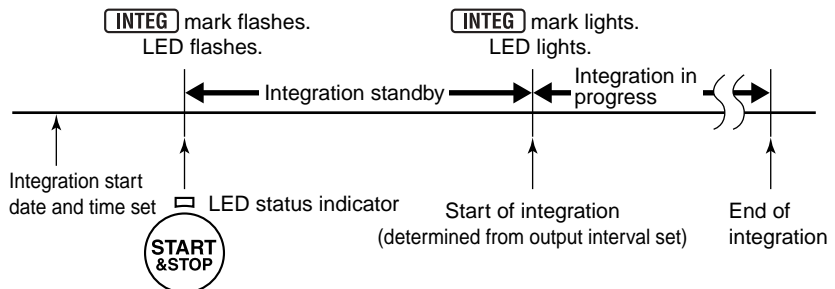 INTEG mark flashes.
LED flashes.
INTEG mark lights.
LED lights.
Integration standby
Integration in
progress
Integration start
date and time set
LED status indicator
START
&STOP
Start of integration
(determined from output interval set)
End of
integration